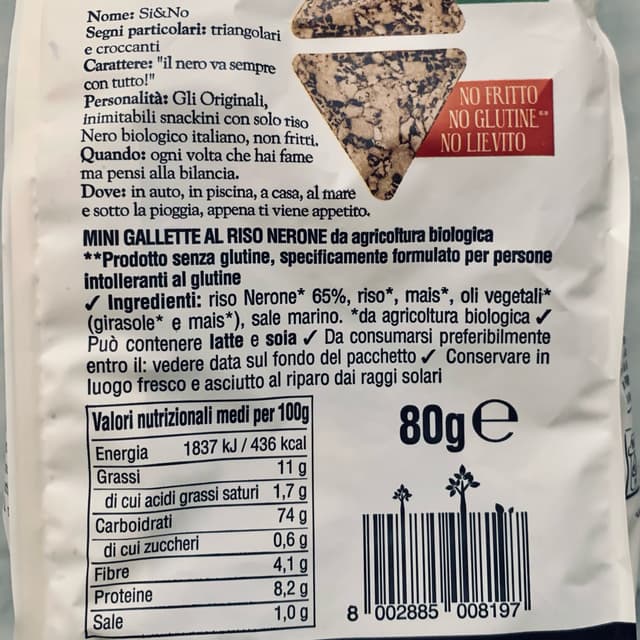 Nome: Si&No
Segni particolari: triangolari
e croccanti
Carattere: "il nero va sempre
con tutto!"
Personalità: Gli Originali,
inimitabili snackini con solo riso
Nero biologico italiano, non fritti.
Quando: ogni volta che hai fame
ma pensi alla bilancia.
Dove: in auto, in piscina, a casa, al mare
e sotto la pioggia, appena ti viene appetito.
NO FRITTO
NO GLUTINE**
NO LIEVITO
MINI GALLETTE AL RISO NERONE da agricoltura biologica
**Prodotto senza glutine, specificamente formulato per persone
intolleranti al glutine
✓ Ingredienti: riso Nerone* 65%, riso*, mais*, oli vegetali*
(girasole* e mais*), sale marino. *da agricoltura biologica ✓
Può contenere latte e soia ✓ Da consumarsi preferibilmente
entro il: vedere data sul fondo del pacchetto ✓ Conservare in
luogo fresco e asciutto al riparo dai raggi solari
Valori nutrizionali medi per 100g
Energia 1837 kJ / 436 kcal
Grassi 11 g
di cui acidi grassi saturi 1,7 g
Carboidrati 74 g
di cui zuccheri 0,6 g
Fibre 4,1 g
Proteine 8,2 g
Sale 1,0 g
80g e
8 002885 008197